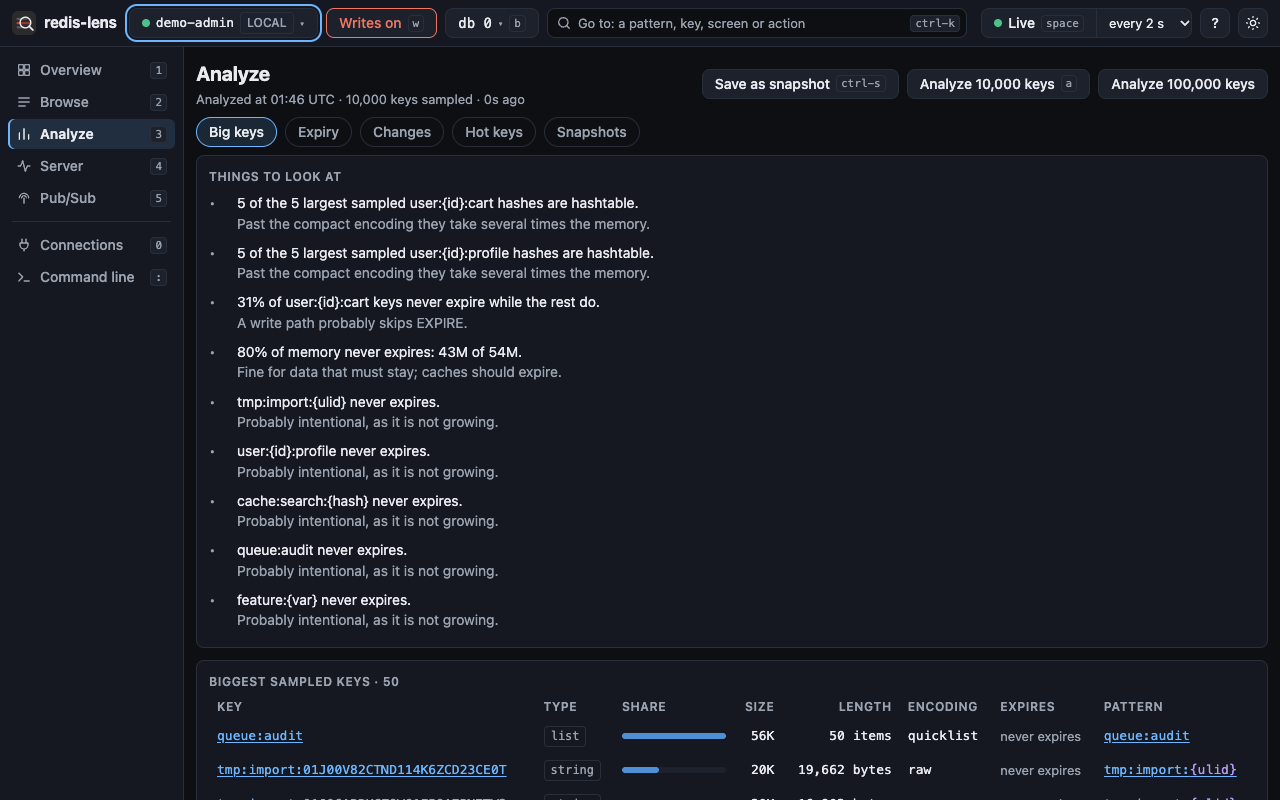 redis-lens demo-admin LOCAL Writes on w db 0 b Go to: a pattern, key, screen or action ctrl-k Live space every 2 s ?
Overview 1
Browse 2
Analyze 3
Server 4
Pub/Sub 5
Connections 0
Command line :
Analyze
Analyzed at 01:46 UTC · 10,000 keys sampled · 0s ago
Save as snapshot ctrl-s Analyze 10,000 keys a Analyze 100,000 keys
Big keys Expiry Changes Hot keys Snapshots
THINGS TO LOOK AT
• 5 of the 5 largest sampled user:{id}:cart hashes are hashtable.
Past the compact encoding they take several times the memory.
• 5 of the 5 largest sampled user:{id}:profile hashes are hashtable.
Past the compact encoding they take several times the memory.
• 31% of user:{id}:cart keys never expire while the rest do.
A write path probably skips EXPIRE.
• 80% of memory never expires: 43M of 54M.
Fine for data that must stay; caches should expire.
• tmp:import:{ulid} never expires.
Probably intentional, as it is not growing.
• user:{id}:profile never expires.
Probably intentional, as it is not growing.
• cache:search:{hash} never expires.
Probably intentional, as it is not growing.
• queue:audit never expires.
Probably intentional, as it is not growing.
• feature:{var} never expires.
Probably intentional, as it is not growing.
BIGGEST SAMPLED KEYS · 50
KEY TYPE SHARE SIZE LENGTH ENCODING EXPIRES PATTERN
queue:audit list 56K 50 items quicklist never expires queue:audit
tmp:import:01J00V82CTND114K6ZCD23CE0T string 20K 19,662 bytes raw never expires tmp:import:{ulid}